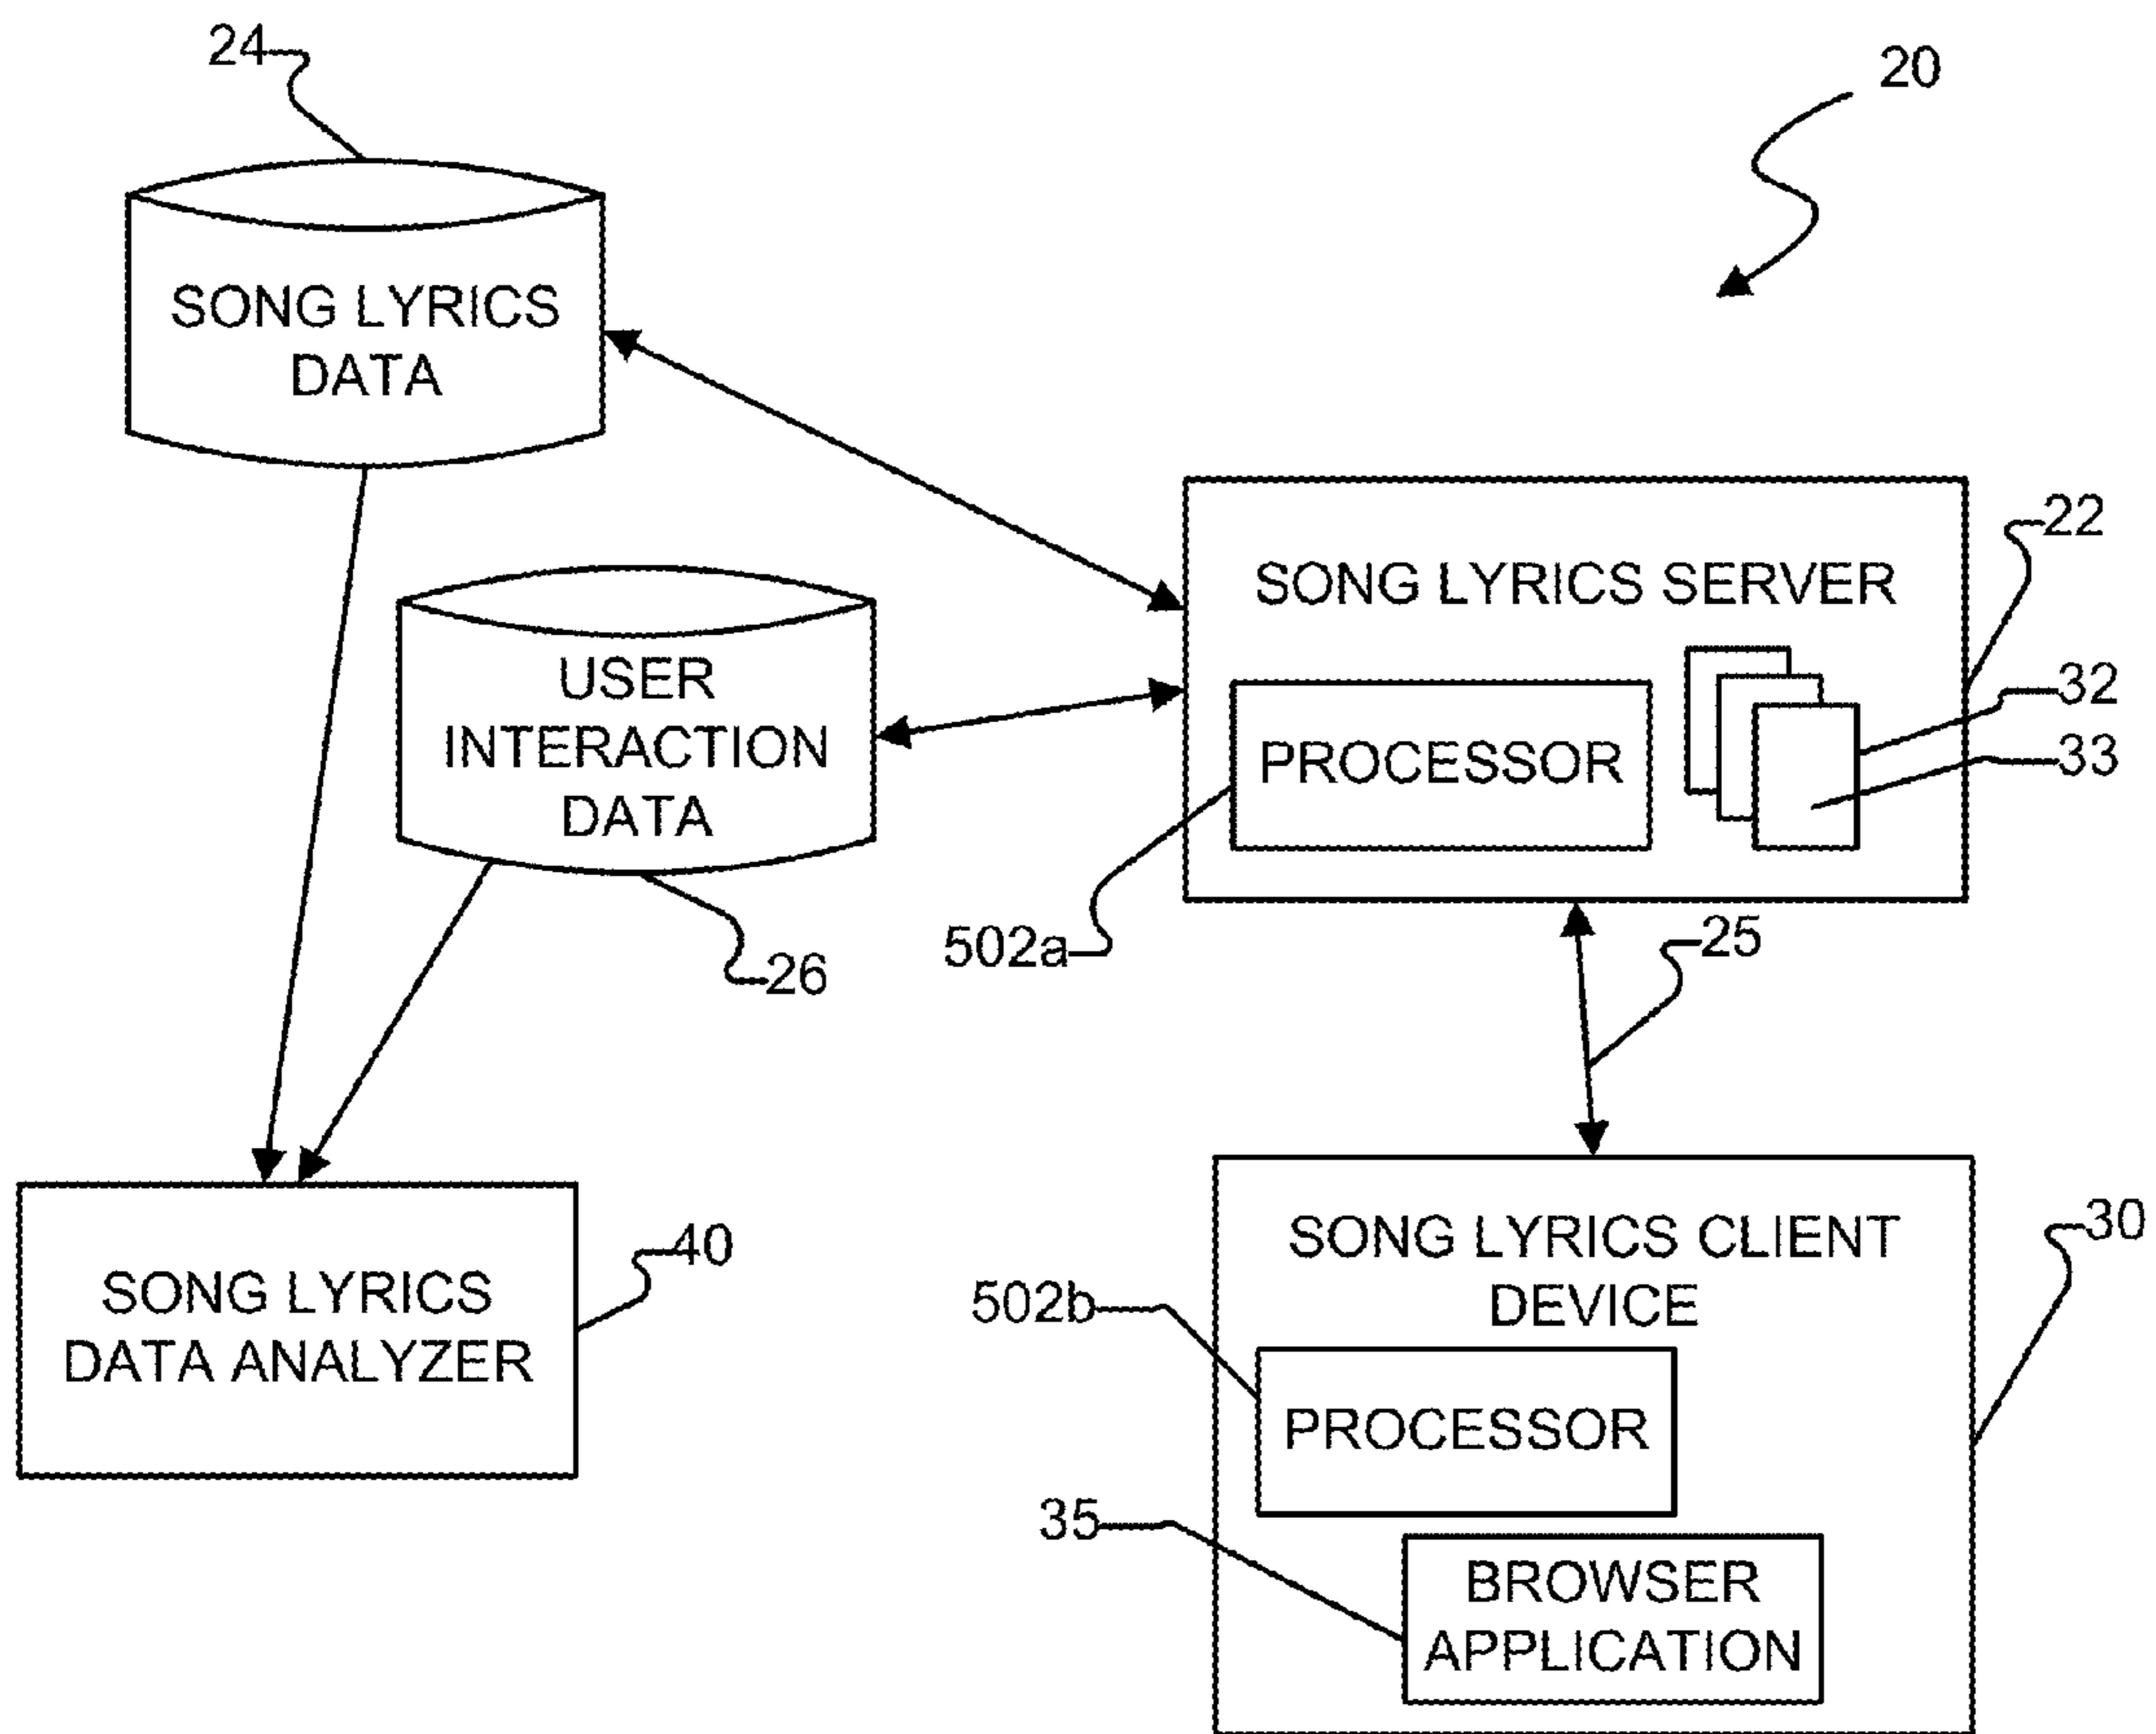 24
20
SONG LYRICS
DATA
22
SONG LYRICS SERVER
USER
INTERACTION
DATA
32
PROCESSOR
33
502a
25
26
30
SONG LYRICS CLIENT
DEVICE
40
SONG LYRICS
DATA ANALYZER
502b
PROCESSOR
35
BROWSER
APPLICATION